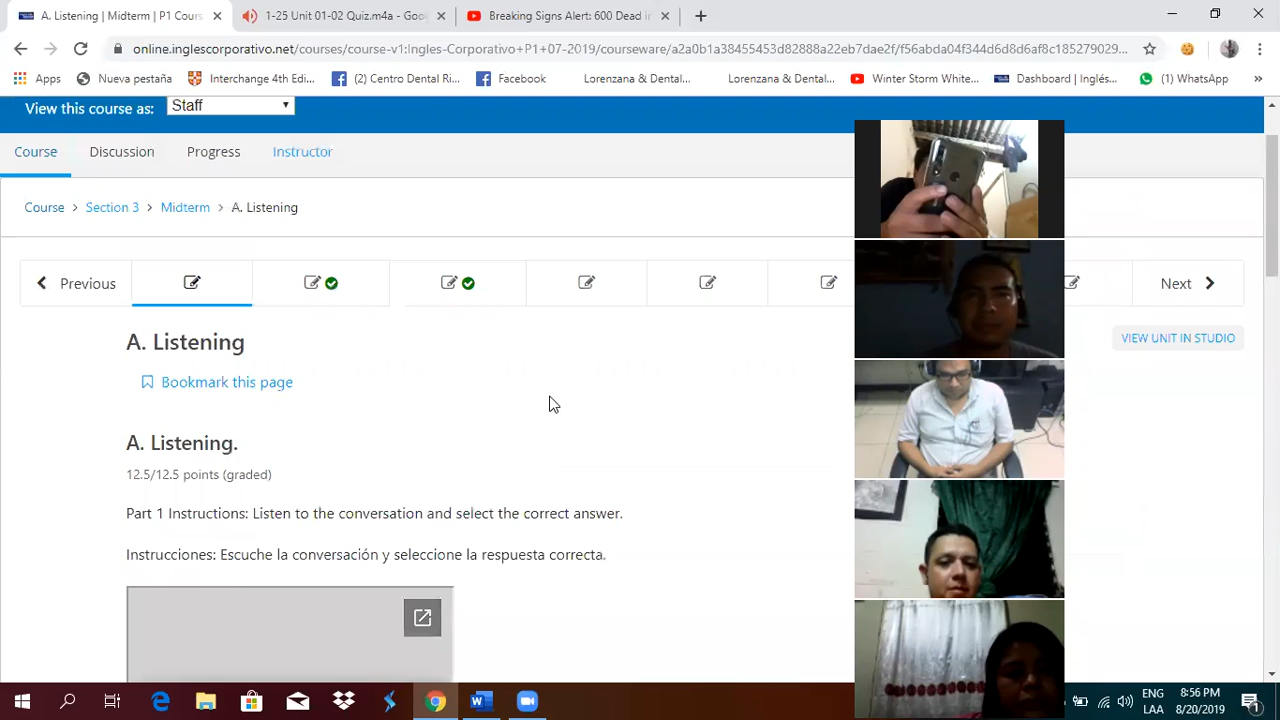 A. Listening | Midterm | P1 Cours
1-25 Unit 01-02 Quiz.m4a - Goo
Breaking Signs Alert: 600 Dead in
online.inglescorporativo.net/courses/course-v1:Ingles-Corporativo+P1+07-2019/courseware/a2a0b1a38455453d82888a22eb7dae2f/f56abda04f344d6d8d6af8c185279029...
Apps
Nueva pestaña
Interchange 4th Edi...
(2) Centro Dental Ri...
Facebook
Lorenzana & Dental...
Lorenzana & Dental...
Winter Storm White...
Dashboard | Inglés...
(1) WhatsApp
View this course as:
Staff
Course
Discussion
Progress
Instructor
Course > Section 3 > Midterm > A. Listening
Previous
Next
A. Listening
VIEW UNIT IN STUDIO
Bookmark this page
A. Listening.
12.5/12.5 points (graded)
Part 1 Instructions: Listen to the conversation and select the correct answer.
Instrucciones: Escuche la conversación y seleccione la respuesta correcta.
ENG
8:56 PM
LAA
8/20/2019
1